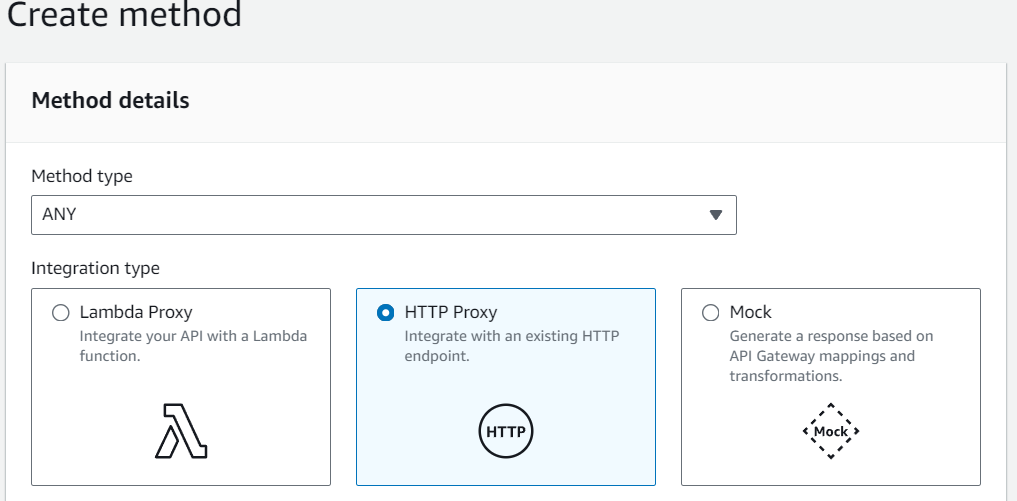 Create method
Method details
Method type
ANY
Integration type
Lambda Proxy
Integrate your API with a Lambda
function.
HTTP Proxy
Integrate with an existing HTTP
endpoint.
HTTP
Mock
Generate a response based on
API Gateway mappings and
transformations.
Mock